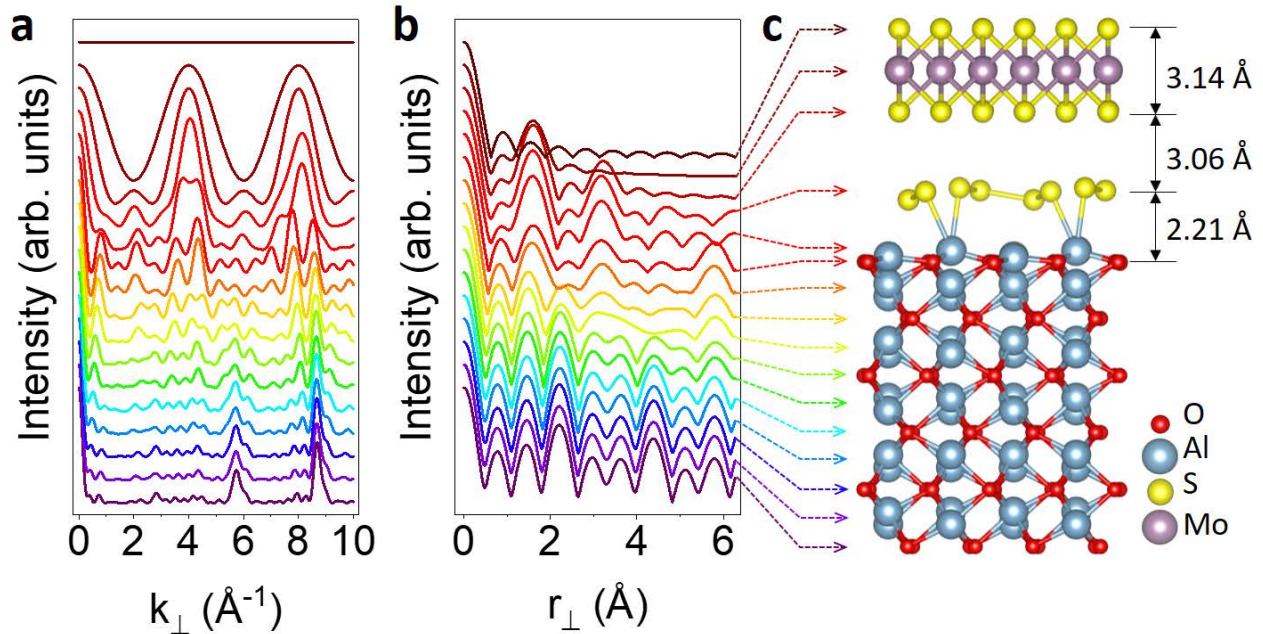 a
b
c
Intensity (arb. units)
0 2 4 6 8 10
k⊥ (Å-1)
Intensity (arb. units)
0 2 4 6
r⊥ (Å)
3.14 Å
3.06 Å
2.21 Å
O
Al
S
Mo